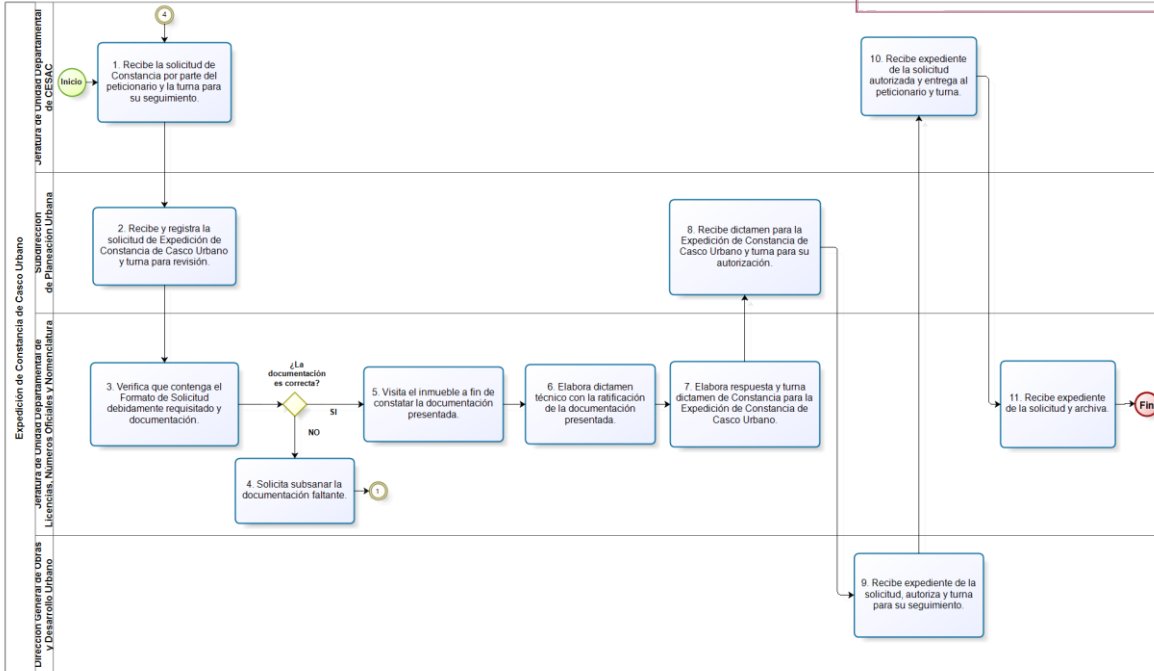 Expedición de Constancia de Casco Urbano
Jefatura de Unidad Departamental
de CESAC
4
Inicio
1. Recibe la solicitud de
Constancia por parte del
peticionario y la turna para
su seguimiento.
10. Recibe expediente
de la solicitud
autorizada y entrega al
peticionario y turna.
Subdirección
de Planeación Urbana
2. Recibe y registra la
solicitud de Expedición de
Constancia de Casco Urbano
y turna para revisión.
8. Recibe dictamen para la
Expedición de Constancia de
Casco Urbano y turna para su
autorización.
Jefatura de Unidad Departamental de
Licencias, Números Oficiales y Nomenclatura
3. Verifica que contenga el
Formato de Solicitud
debidamente requisitado y
documentación.
¿La
documentación
es correcta?
SI
NO
4. Solicita subsanar la
documentación faltante.
1
5. Visita el inmueble a fin de
constatar la documentación
presentada.
6. Elabora dictamen
técnico con la ratificación
de la documentación
presentada.
7. Elabora respuesta y turna
dictamen de Constancia para la
Expedición de Constancia de
Casco Urbano.
11. Recibe expediente
de la solicitud y archiva.
Fin
Dirección General de Obras
y Desarrollo Urbano
9. Recibe expediente de la
solicitud, autoriza y turna
para su seguimiento.